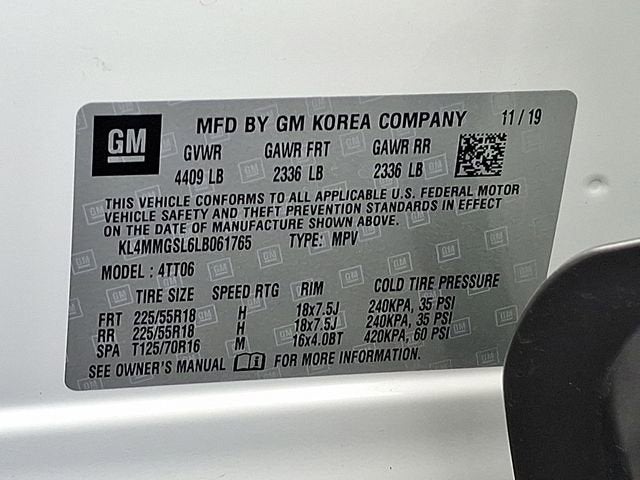 GM
MFD BY GM KOREA COMPANY 11/19
GVWR GAWR FRT GAWR RR
4409 LB 2336 LB 2336 LB
THIS VEHICLE CONFORMS TO ALL APPLICABLE U.S. FEDERAL MOTOR
VEHICLE SAFETY AND THEFT PREVENTION STANDARDS IN EFFECT
ON THE DATE OF MANUFACTURE SHOWN ABOVE.
KL4MMGSL6LB061765 TYPE: MPV
MODEL: 4TT06
TIRE SIZE SPEED RTG RIM COLD TIRE PRESSURE
FRT 225/55R18 H 18x7.5J 240KPA, 35 PSI
RR 225/55R18 H 18x7.5J 240KPA, 35 PSI
SPA T125/70R16 M 16x4.0BT 420KPA, 60 PSI
SEE OWNER'S MANUAL FOR MORE INFORMATION.